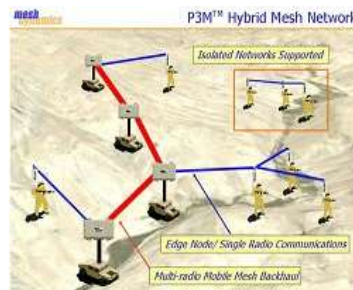 mesh
dynamics
P3M™ Hybrid Mesh Network
Isolated Networks Supported
Edge Node/ Single Radio Communications
Multi-radio Mobile Mesh Backhaul